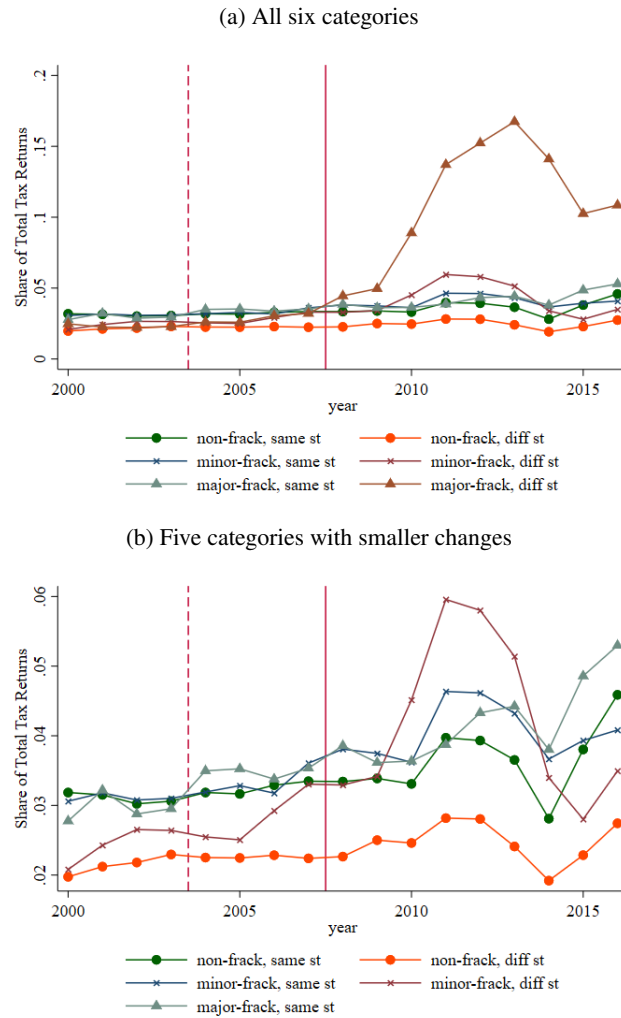 (a) All six categories
Share of Total Tax Returns
.2
.15
.1
.05
0
2000 2005 2010 2015
year
non-frack, same st non-frack, diff st
minor-frack, same st minor-frack, diff st
major-frack, same st major-frack, diff st
(b) Five categories with smaller changes
Share of Total Tax Returns
.06
.05
.04
.03
.02
2000 2005 2010 2015
year
non-frack, same st non-frack, diff st
minor-frack, same st minor-frack, diff st
major-frack, same st